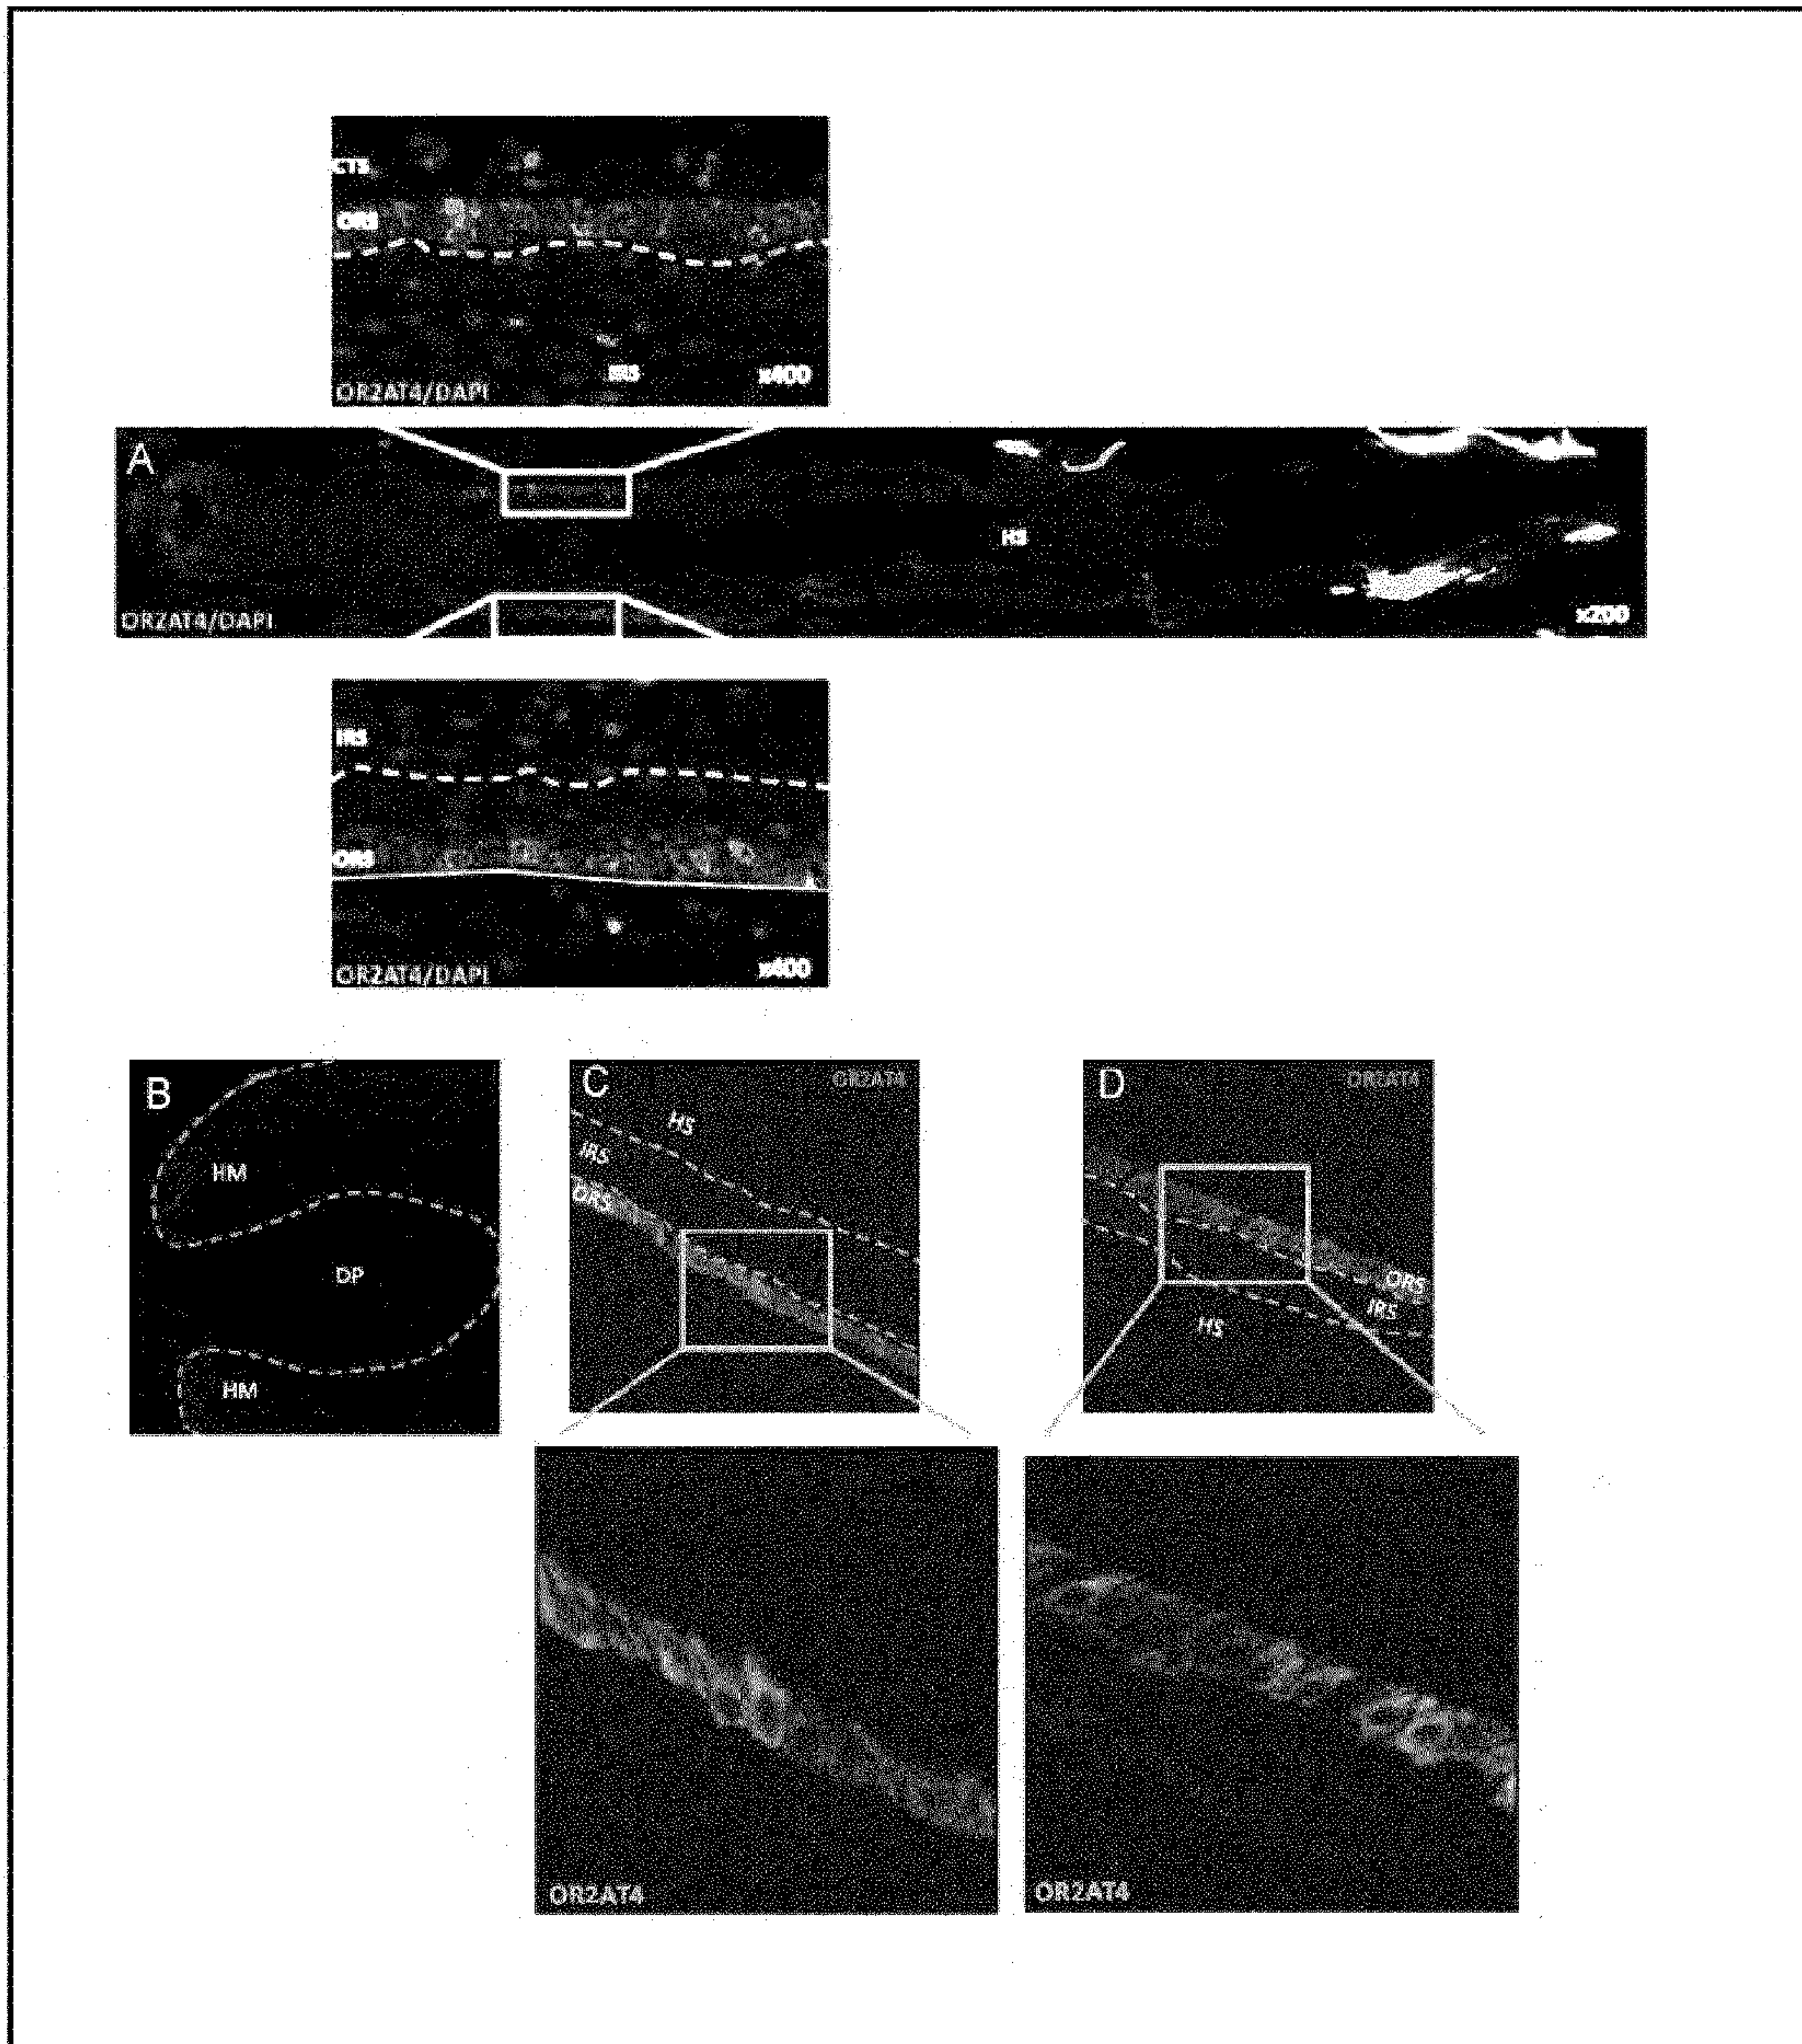 CTS
ORS
IRS
x400
OR2AT4/DAPI
A
HS
OR2AT4/DAPI
x200
IRS
ORS
OR2AT4/DAPI
x400
B
HM
DP
HM
C
OR2AT4
HS
IRS
ORS
D
OR2AT4
ORS
IRS
HS
OR2AT4
OR2AT4